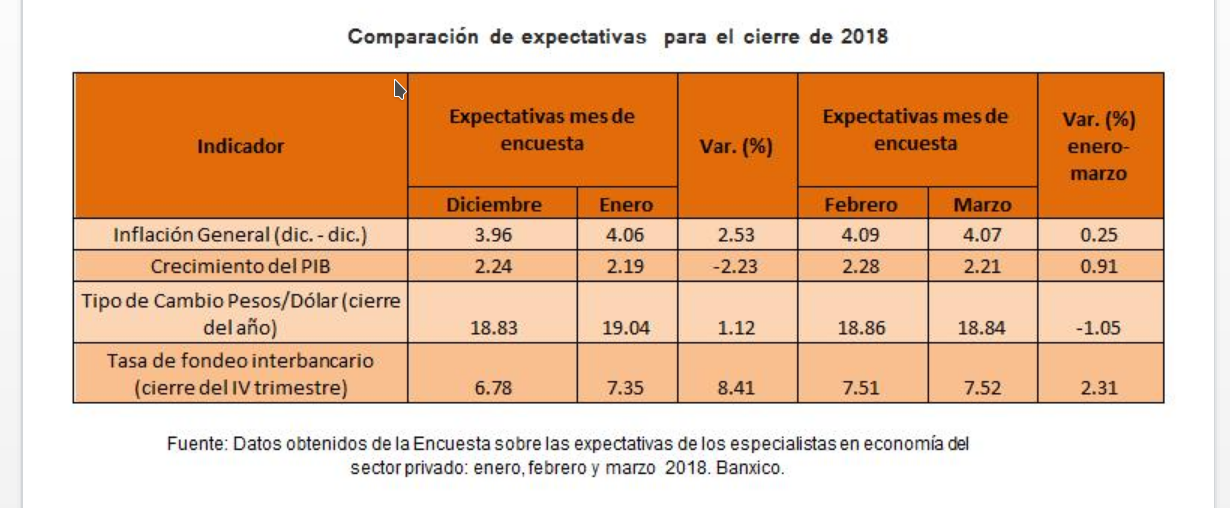 Comparación de expectativas para el cierre de 2018
Indicador
Expectativas mes de
encuesta
Var. (%)
Expectativas mes de
encuesta
Var. (%)
enero-
marzo
Diciembre Enero Febrero Marzo
Inflación General (dic. - dic.) 3.96 4.06 2.53 4.09 4.07 0.25
Crecimiento del PIB 2.24 2.19 -2.23 2.28 2.21 0.91
Tipo de Cambio Pesos/Dólar (cierre
del año) 18.83 19.04 1.12 18.86 18.84 -1.05
Tasa de fondeo interbancario
(cierre del IV trimestre) 6.78 7.35 8.41 7.51 7.52 2.31
Fuente: Datos obtenidos de la Encuesta sobre las expectativas de los especialistas en economía del
sector privado: enero, febrero y marzo 2018. Banxico.